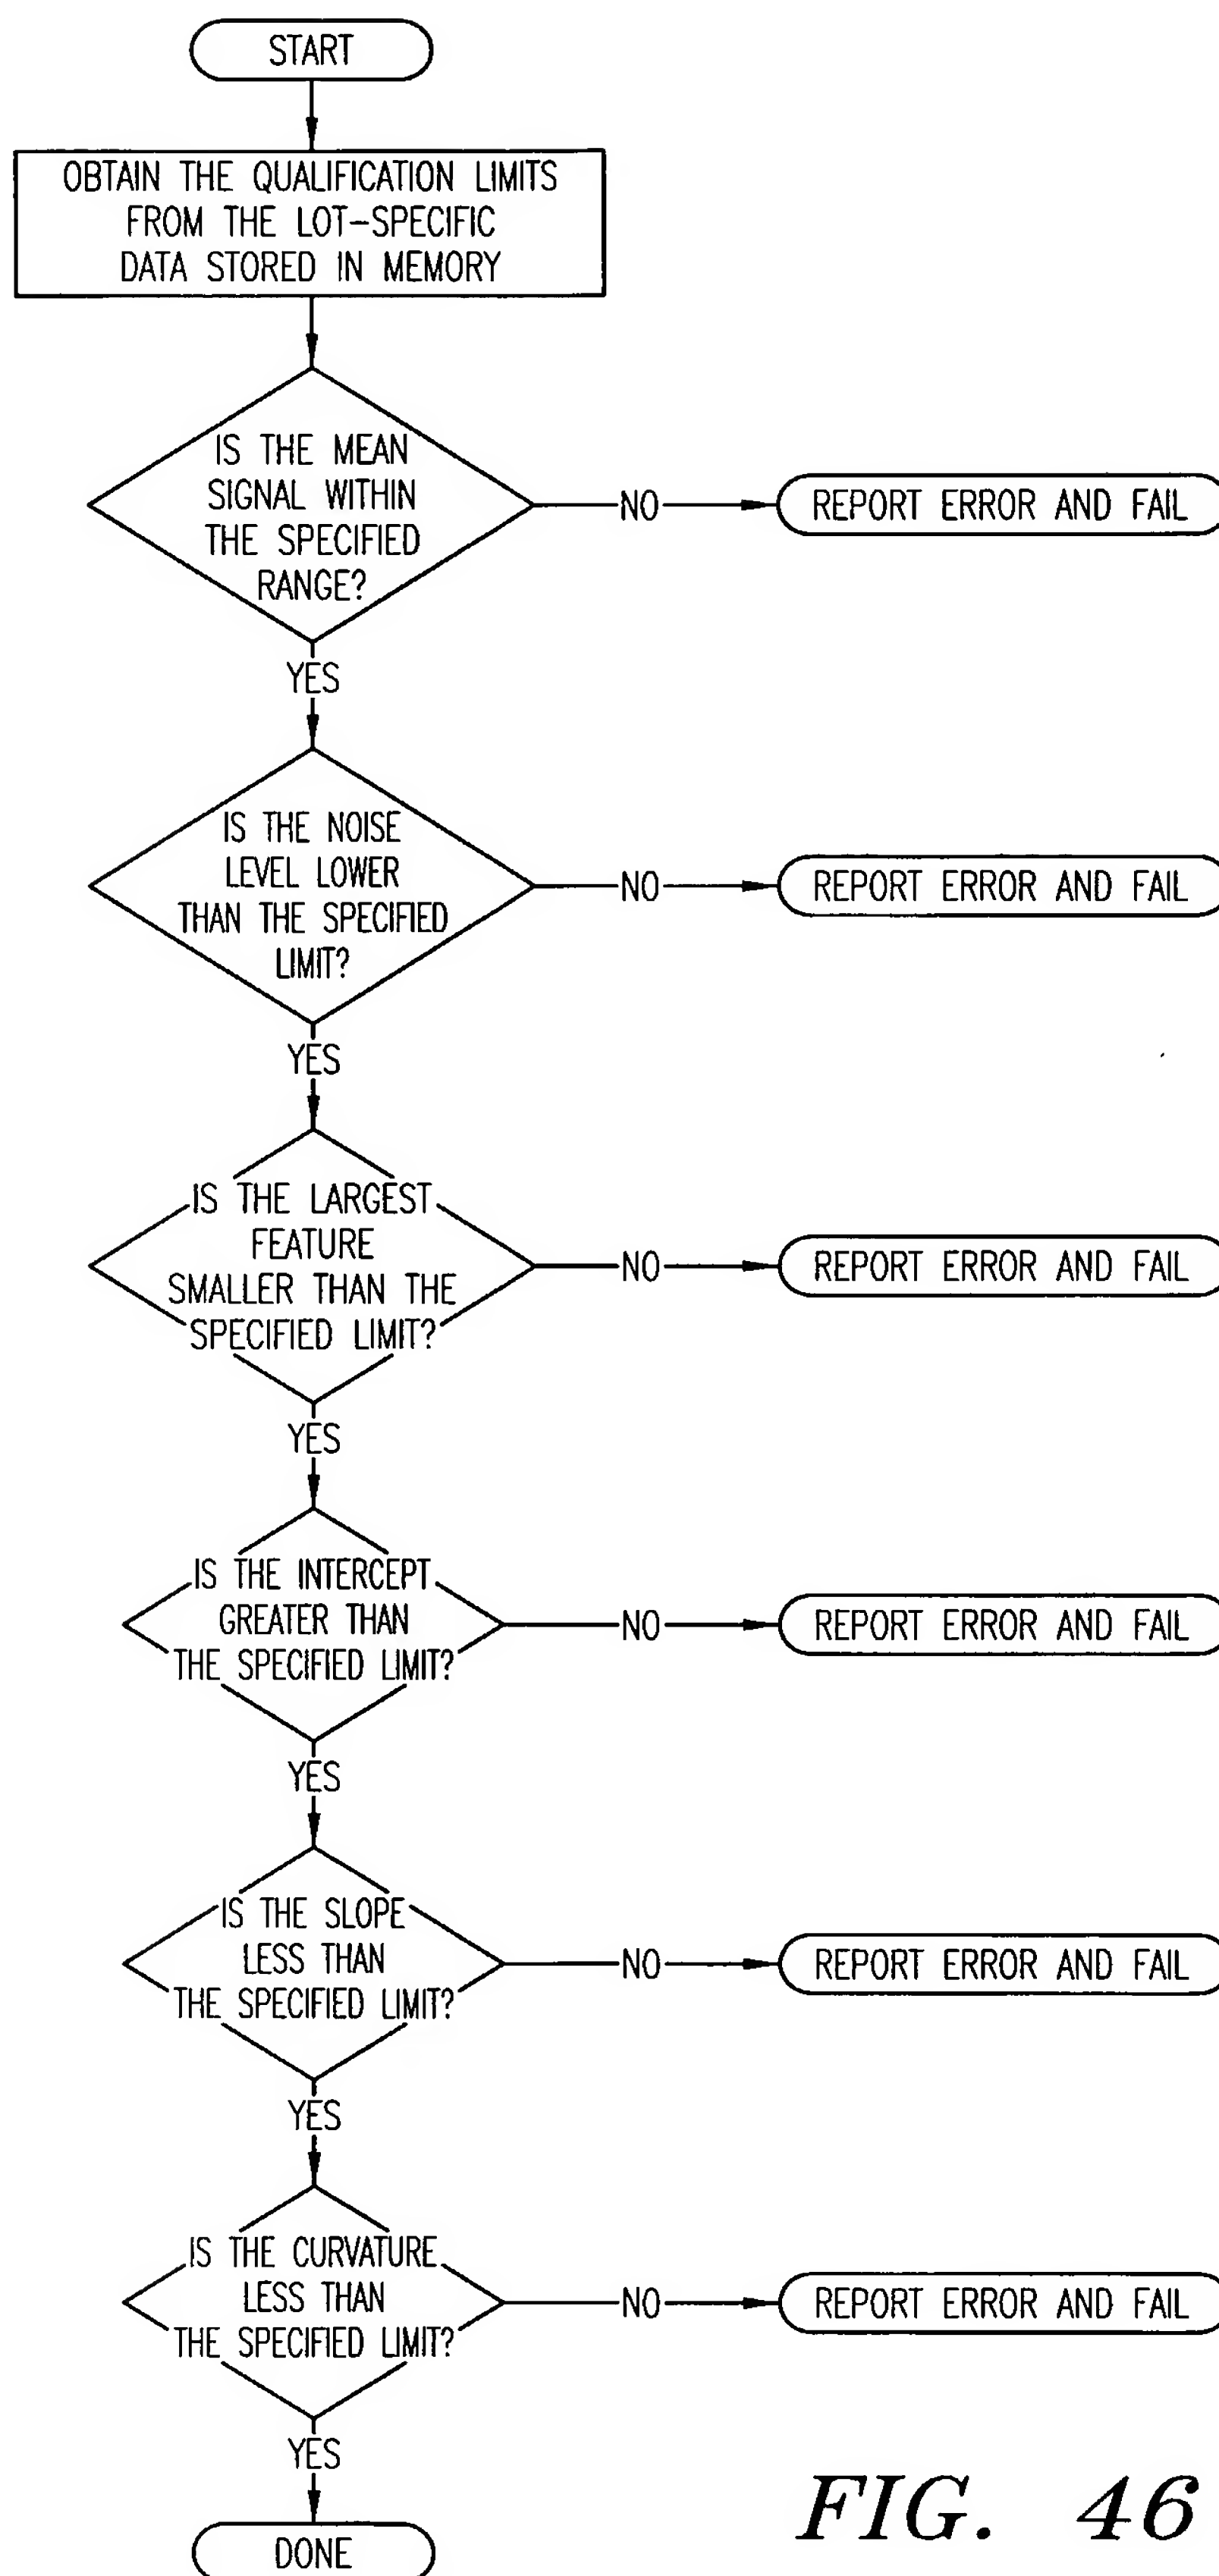 START
OBTAIN THE QUALIFICATION LIMITS
FROM THE LOT-SPECIFIC
DATA STORED IN MEMORY
IS THE MEAN
SIGNAL WITHIN
THE SPECIFIED
RANGE?
NO
REPORT ERROR AND FAIL
YES
IS THE NOISE
LEVEL LOWER
THAN THE SPECIFIED
LIMIT?
NO
REPORT ERROR AND FAIL
YES
IS THE LARGEST
FEATURE
SMALLER THAN THE
SPECIFIED LIMIT?
NO
REPORT ERROR AND FAIL
YES
IS THE INTERCEPT
GREATER THAN
THE SPECIFIED LIMIT?
NO
REPORT ERROR AND FAIL
YES
IS THE SLOPE
LESS THAN
THE SPECIFIED LIMIT?
NO
REPORT ERROR AND FAIL
YES
IS THE CURVATURE
LESS THAN
THE SPECIFIED LIMIT?
NO
REPORT ERROR AND FAIL
YES
DONE
FIG. 46